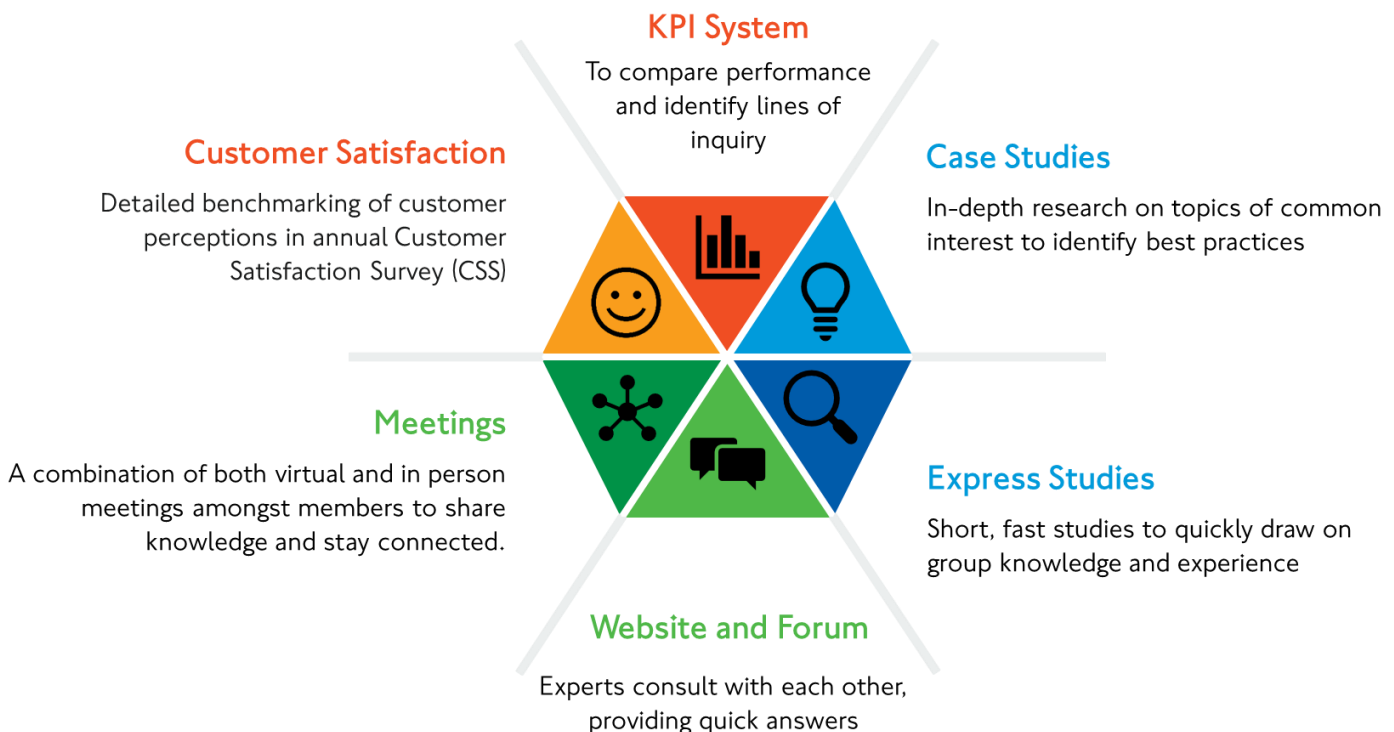 KPI System
To compare performance
and identify lines of
inquiry
Customer Satisfaction
Detailed benchmarking of customer
perceptions in annual Customer
Satisfaction Survey (CSS)
Case Studies
In-depth research on topics of common
interest to identify best practices
Meetings
A combination of both virtual and in person
meetings amongst members to share
knowledge and stay connected.
Express Studies
Short, fast studies to quickly draw on
group knowledge and experience
Website and Forum
Experts consult with each other,
providing quick answers